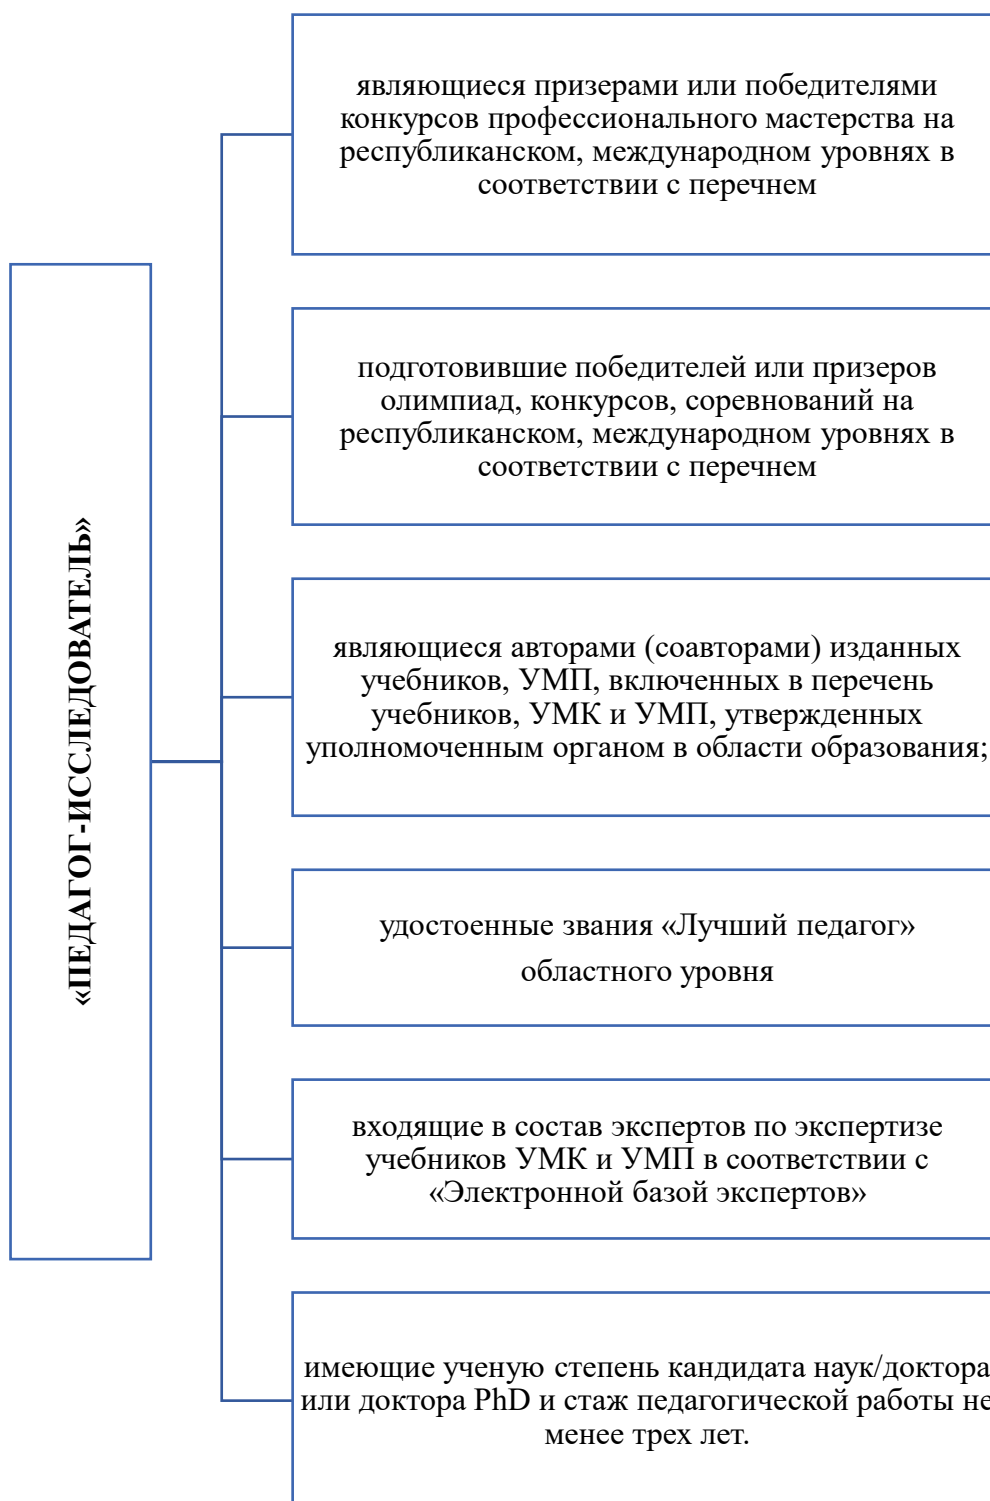 «ПЕДАГОГ-ИССЛЕДОВАТЕЛЬ»
являющиеся призерами или победителями
конкурсов профессионального мастерства на
республиканском, международном уровнях в
соответствии с перечнем
подготовившие победителей или призеров
олимпиад, конкурсов, соревнований на
республиканском, международном уровнях в
соответствии с перечнем
являющиеся авторами (соавторами) изданных
учебников, УМП, включенных в перечень
учебников, УМК и УМП, утвержденных
уполномоченным органом в области образования;
удостоенные звания «Лучший педагог»
областного уровня
входящие в состав экспертов по экспертизе
учебников УМК и УМП в соответствии с
«Электронной базой экспертов»
имеющие ученую степень кандидата наук/доктора
или доктора PhD и стаж педагогической работы не
менее трех лет.